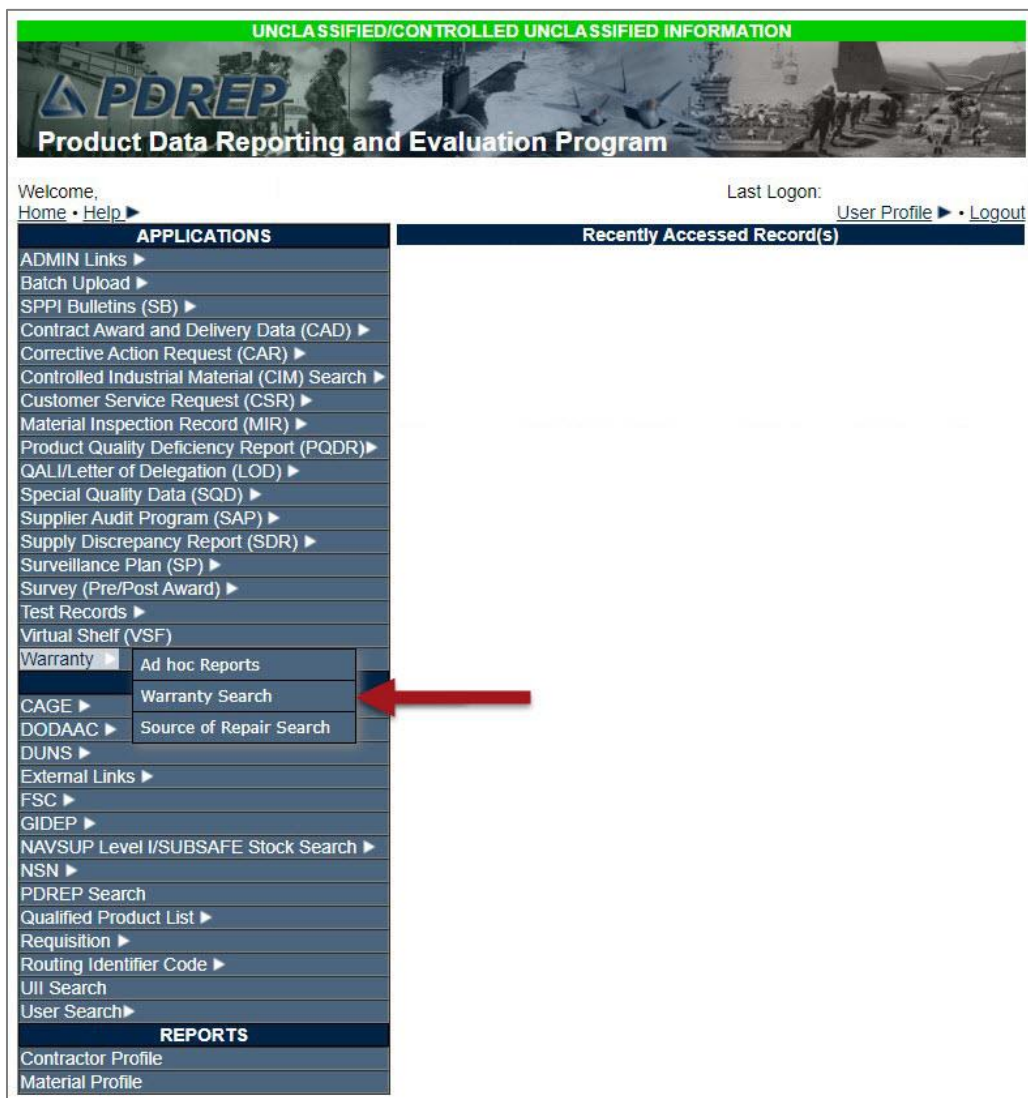 UNCLASSIFIED/CONTROLLED UNCLASSIFIED INFORMATION
PDREP
Product Data Reporting and Evaluation Program
Welcome,
Last Logon:
Home • Help ▶
User Profile ▶ • Logout
APPLICATIONS
Recently Accessed Record(s)
ADMIN Links ▶
Batch Upload ▶
SPPI Bulletins (SB) ▶
Contract Award and Delivery Data (CAD) ▶
Corrective Action Request (CAR) ▶
Controlled Industrial Material (CIM) Search ▶
Customer Service Request (CSR) ▶
Material Inspection Record (MIR) ▶
Product Quality Deficiency Report (PQDR)▶
QALI/Letter of Delegation (LOD) ▶
Special Quality Data (SQD) ▶
Supplier Audit Program (SAP) ▶
Supply Discrepancy Report (SDR) ▶
Surveillance Plan (SP) ▶
Survey (Pre/Post Award) ▶
Test Records ▶
Virtual Shelf (VSF)
Warranty ▶
Ad hoc Reports
Warranty Search
Source of Repair Search
CAGE ▶
DODAAC ▶
DUNS ▶
External Links ▶
FSC ▶
GIDEP ▶
NAVSUP Level I/SUBSAFE Stock Search ▶
NSN ▶
PDREP Search
Qualified Product List ▶
Requisition ▶
Routing Identifier Code ▶
UII Search
User Search▶
REPORTS
Contractor Profile
Material Profile